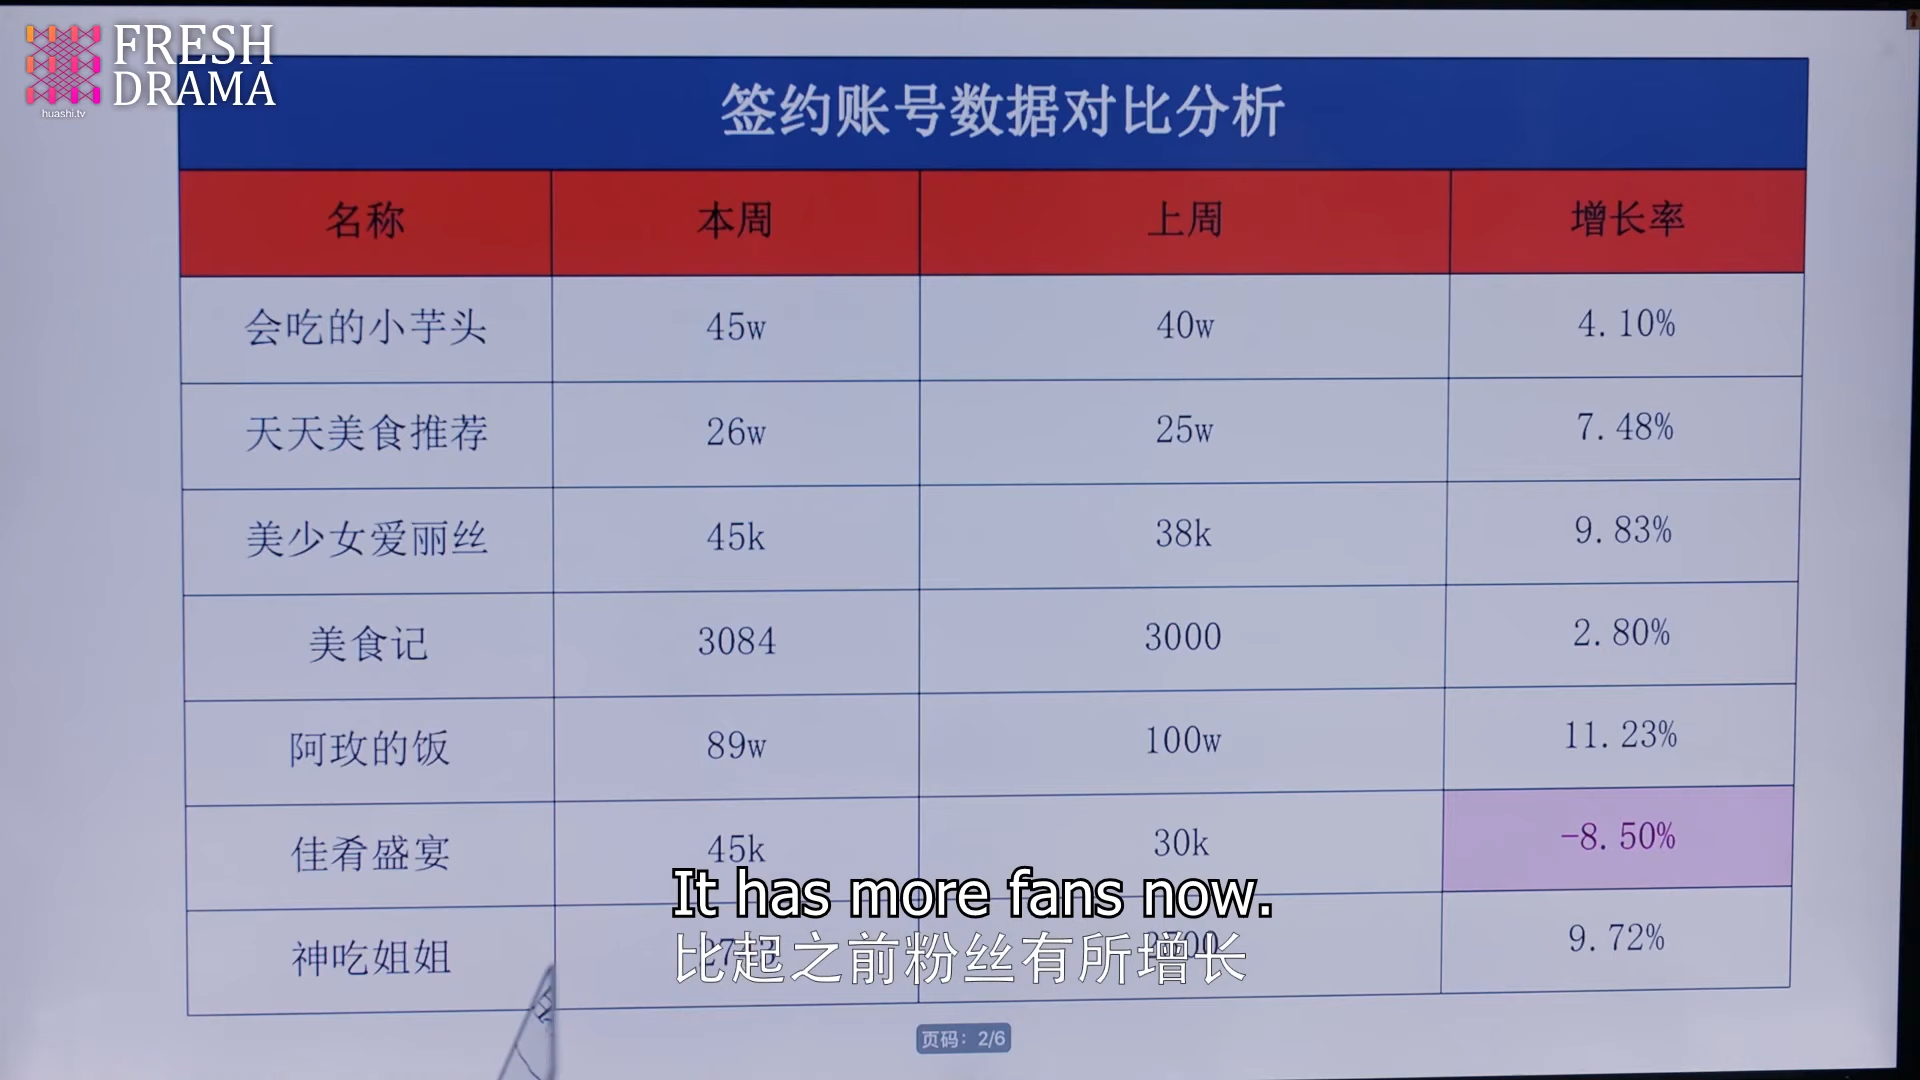 FRESH
DRAMA
huashi.tv
签约账号数据对比分析
名称 本周 上周 增长率
会吃的小芋头 45w 40w 4.10%
天天美食推荐 26w 25w 7.48%
美少女爱丽丝 45k 38k 9.83%
美食记 3084 3000 2.80%
阿玫的饭 89w 100w 11.23%
佳肴盛宴 45k 30k -8.50%
神吃姐姐 9.72%
It has more fans now.
比起之前粉丝有所增长
页码：2/6